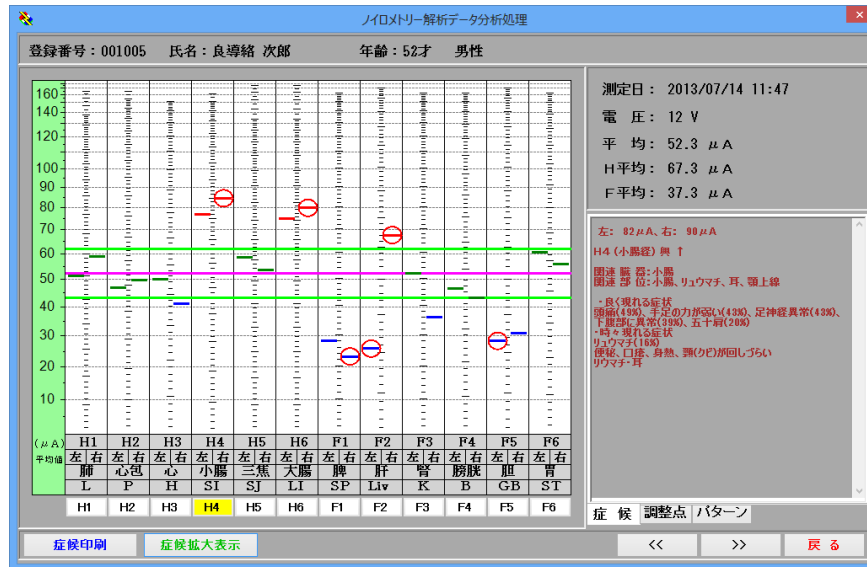 ノイロメトリー解析データ分析処理
登録番号：001005 氏名：良導絡 次郎 年齢：52才 男性
160
140
120
100
90
80
70
60
50
40
30
20
10
(μA) H1 H2 H3 H4 H5 H6 F1 F2 F3 F4 F5 F6
平均値 左 右 左 右 左 右 左 右 左 右 左 右 左 右 左 右 左 右 左 右 左 右 左 右
肺 心包 心 小腸 三焦 大腸 脾 肝 腎 膀胱 胆 胃
L P H SI SJ LI SP Liv K B GB ST
H1 H2 H3 H4 H5 H6 F1 F2 F3 F4 F5 F6
測定日： 2013/07/14 11:47
電 圧： 12 V
平 均： 52.3 μA
H平均： 67.3 μA
F平均： 37.3 μA
左： 82μA、右： 90μA
H4 (小腸経) 興 ↑
関連 臓 器：小腸
関連 部 位：小腸、リュウマチ、耳、顎上線
・良く現れる症状
頭痛(49%)、手足の力が弱い(43%)、足神経異常(43%)、
下腹部に異常(39%)、五十肩(20%)
・時々現れる症状
リュウマチ(16%)
便秘、口瘡、身熱、頸(クビ)が回しづらい
リウマチ・耳
症 候 調整点 パターン
症候印刷 症候拡大表示 << >> 戻 る